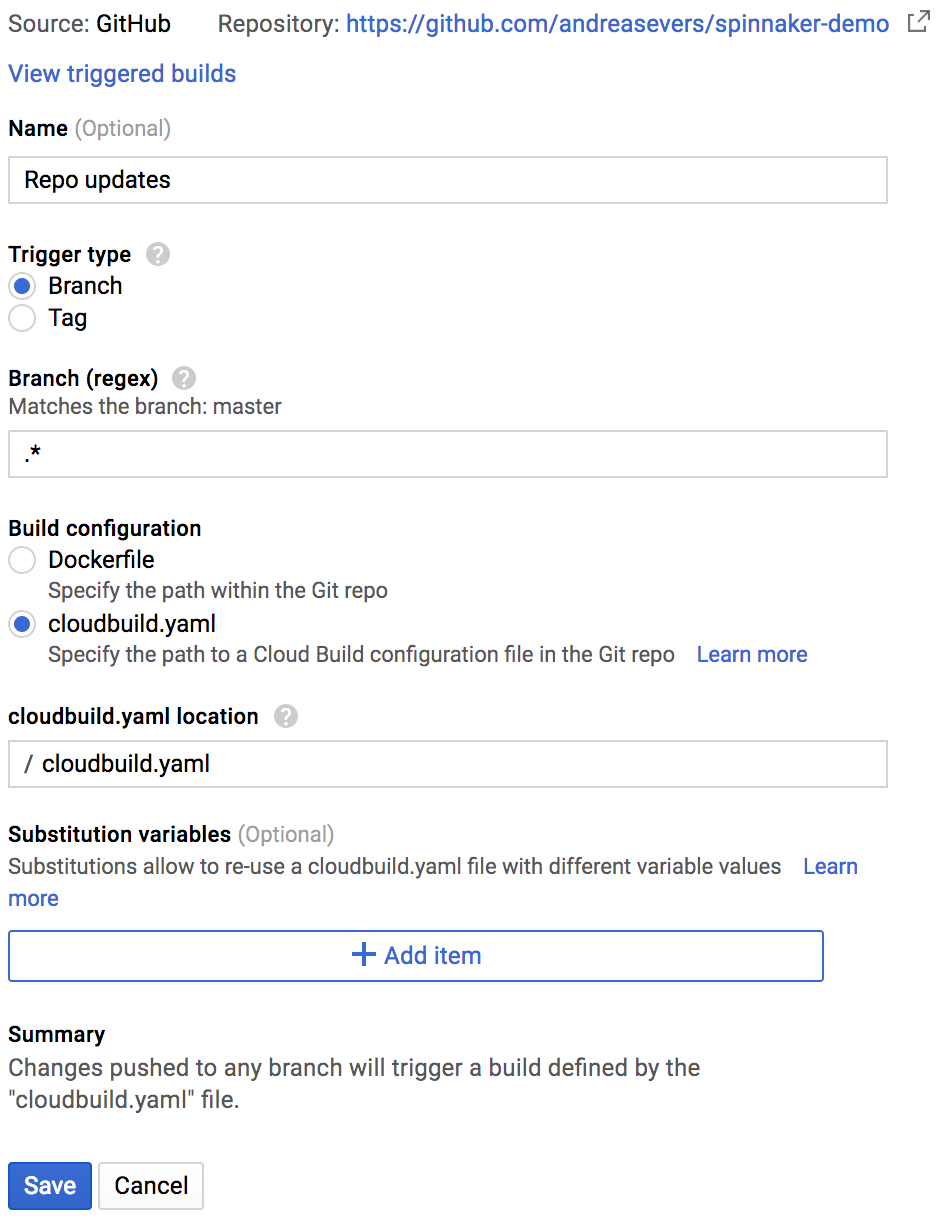 Source: GitHub Repository: https://github.com/andreasevers/spinnaker-demo
View triggered builds
Name (Optional)
Repo updates
Trigger type ?
Branch
Tag
Branch (regex) ?
Matches the branch: master
.*
Build configuration
Dockerfile
Specify the path within the Git repo
cloudbuild.yaml
Specify the path to a Cloud Build configuration file in the Git repo Learn more
cloudbuild.yaml location ?
/ cloudbuild.yaml
Substitution variables (Optional)
Substitutions allow to re-use a cloudbuild.yaml file with different variable values Learn
more
+ Add item
Summary
Changes pushed to any branch will trigger a build defined by the
"cloudbuild.yaml" file.
Save Cancel